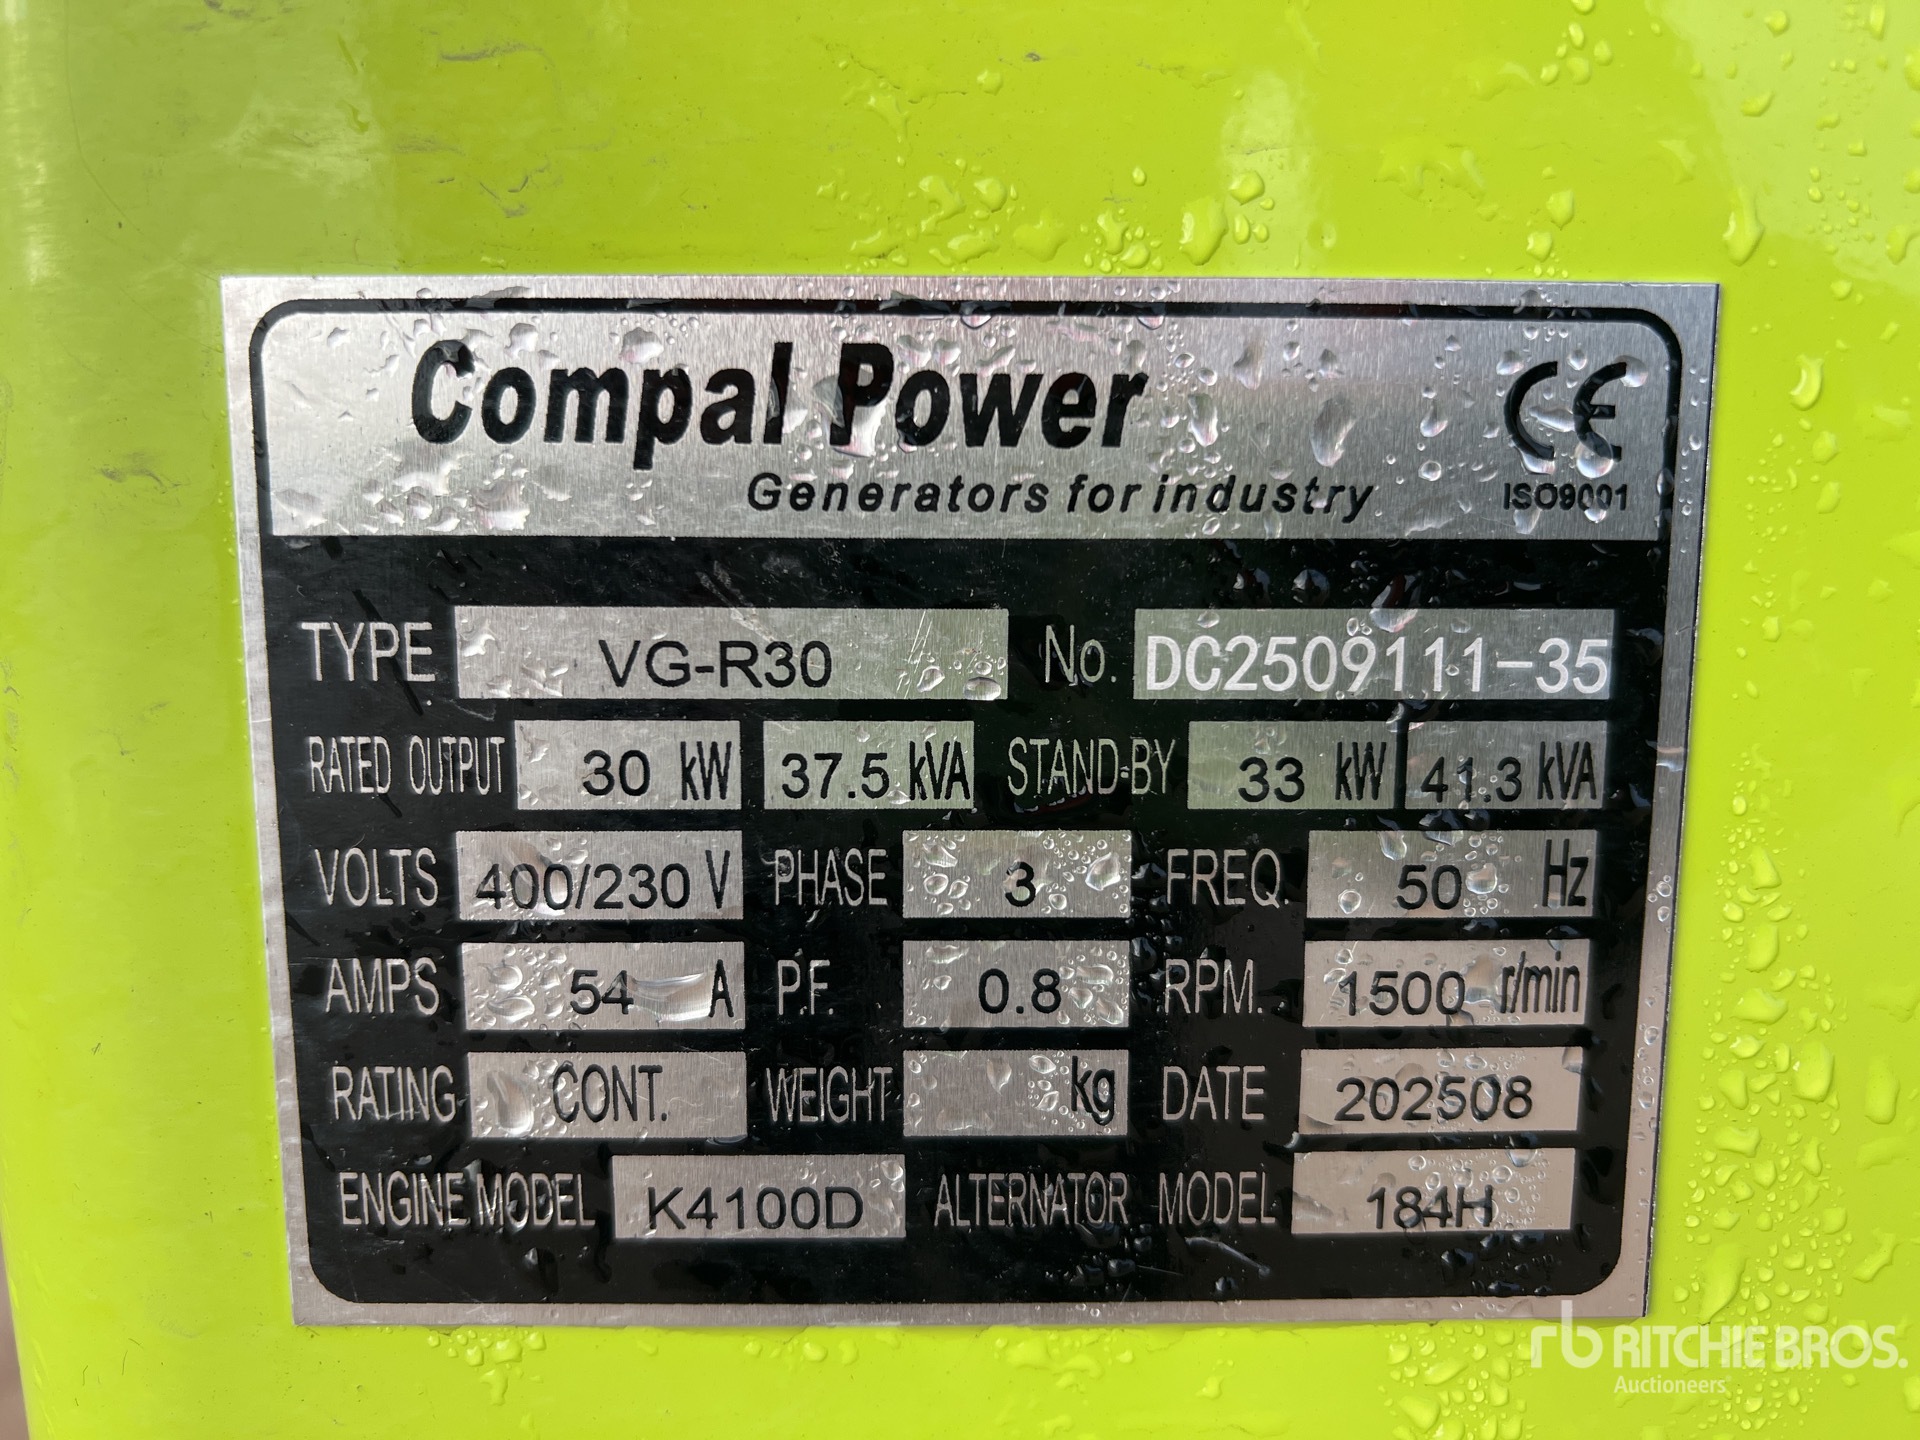 Compal Power
CE
Generators for industry
ISO9001
TYPE VG-R30 No. DC2509111-35
RATED OUTPUT 30 kW 37.5 kVA STAND-BY 33 kW 41.3 kVA
VOLTS 400/230 V PHASE 3 FREQ. 50 Hz
AMPS 54 A P.F. 0.8 RPM. 1500 r/min
RATING CONT. WEIGHT kg DATE 202508
ENGINE MODEL K4100D ALTERNATOR MODEL 184H
rb RITCHIE BROS.
Auctioneers